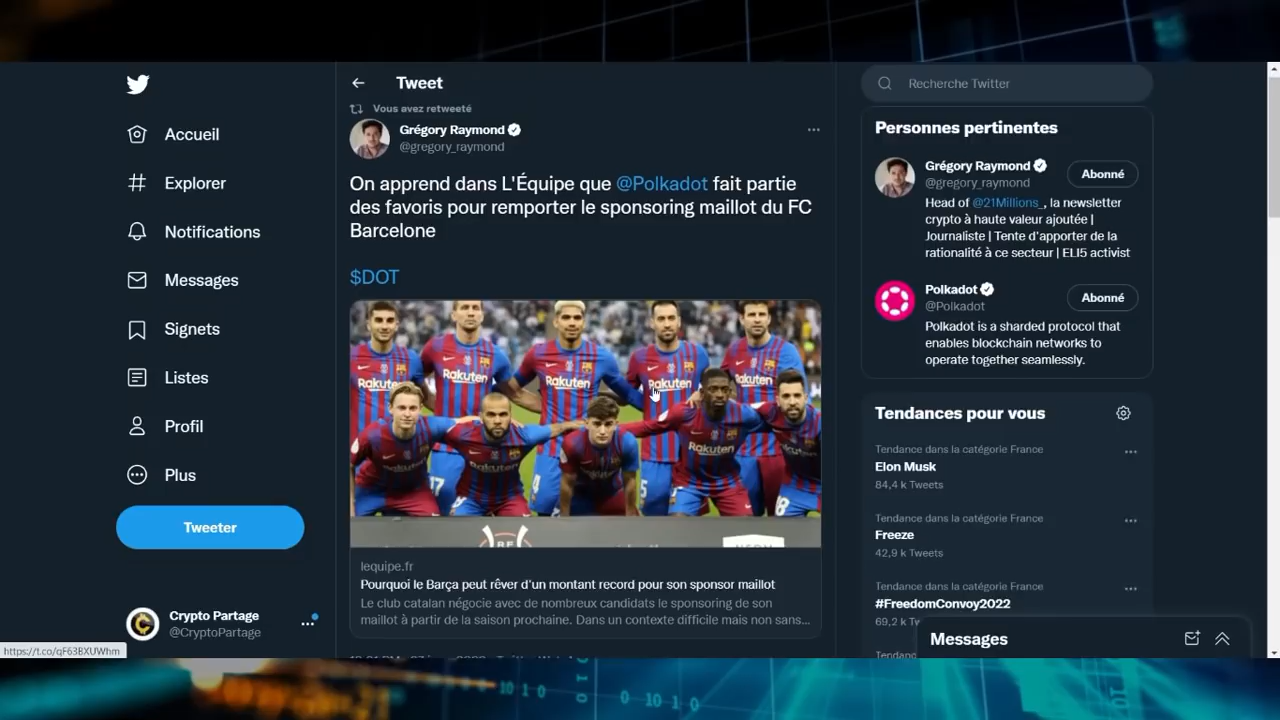 Tweet
Vous avez retweeté
Grégory Raymond
@gregory_raymond
On apprend dans L'Équipe que @Polkadot fait partie
des favoris pour remporter le sponsoring maillot du FC
Barcelone
$DOT
Rakuten
Rakuten
Rakuten
Rakuten
Rakuten
Rakuten
Rakuten
Rakuten
lequipe.fr
Pourquoi le Barça peut rêver d'un montant record pour son sponsor maillot
Le club catalan négocie avec de nombreux candidats le sponsoring de son
maillot à partir de la saison prochaine. Dans un contexte difficile mais non sans...
Accueil
Explorer
Notifications
Messages
Signets
Listes
Profil
Plus
Tweeter
Crypto Partage
@CryptoPartage
https://t.co/qF63BXUWhm
Recherche Twitter
Personnes pertinentes
Grégory Raymond
@gregory_raymond
Abonné
Head of @21Millions_, la newsletter
crypto à haute valeur ajoutée |
Journaliste | Tente d'apporter de la
rationalité à ce secteur | ELI5 activist
Polkadot
@Polkadot
Abonné
Polkadot is a sharded protocol that
enables blockchain networks to
operate together seamlessly.
Tendances pour vous
Tendance dans la catégorie France
Elon Musk
84,4 k Tweets
Tendance dans la catégorie France
Freeze
42,9 k Tweets
Tendance dans la catégorie France
#FreedomConvoy2022
69,2
Messages